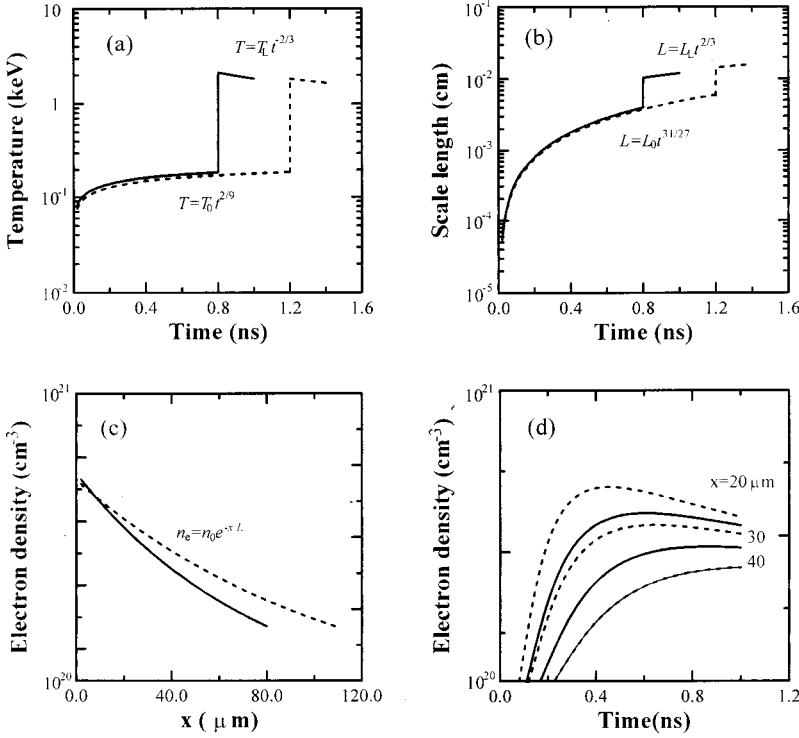 (a)
T=T_L t^-2/3
T=T_0 t^2/9
Temperature (keV)
10
1
10^-1
10^-2
0.0 0.4 0.8 1.2 1.6
Time (ns)
(b)
L=L_L t^2/3
L=L_0 t^31/27
Scale length (cm)
10^0
10^-1
10^-2
10^-3
10^-4
10^-5
0.0 0.4 0.8 1.2 1.6
Time (ns)
(c)
n_e=n_0e^-x/L
Electron density (cm^-3)
10^21
10^20
0.0 40.0 80.0 120.0
x ( μm)
(d)
x=20 μm
30
40
Electron density (cm^-3)
10^21
10^20
0.0 0.4 0.8 1.2
Time(ns)